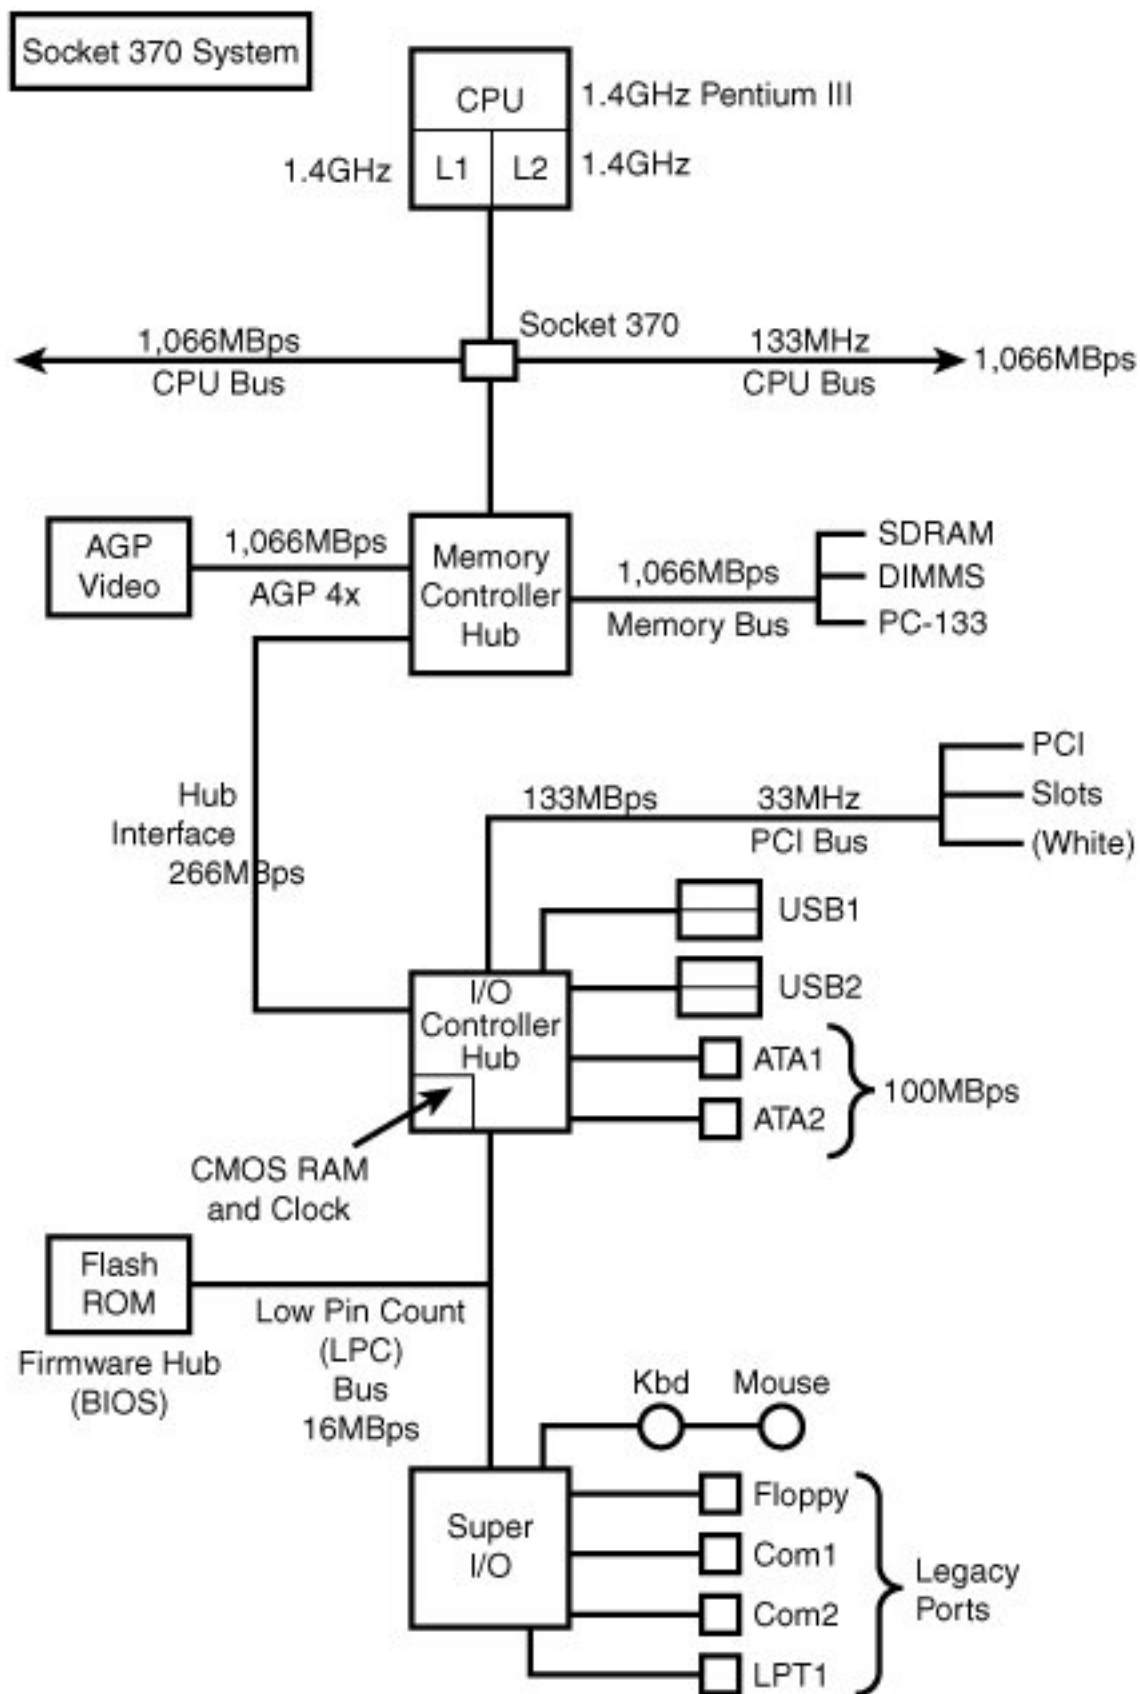 Socket 370 System
CPU
1.4GHz Pentium III
1.4GHz
L1
L2
1.4GHz
Socket 370
1,066MBps
CPU Bus
133MHz
CPU Bus
1,066MBps
AGP
Video
1,066MBps
AGP 4x
Memory
Controller
Hub
1,066MBps
Memory Bus
SDRAM
DIMMS
PC-133
Hub
Interface
266MBps
133MBps
33MHz
PCI Bus
PCI
Slots
(White)
USB1
USB2
I/O
Controller
Hub
ATA1
ATA2
100MBps
CMOS RAM
and Clock
Flash
ROM
Firmware Hub
(BIOS)
Low Pin Count
(LPC)
Bus
16MBps
Kbd
Mouse
Super
I/O
Floppy
Com1
Com2
LPT1
Legacy
Ports